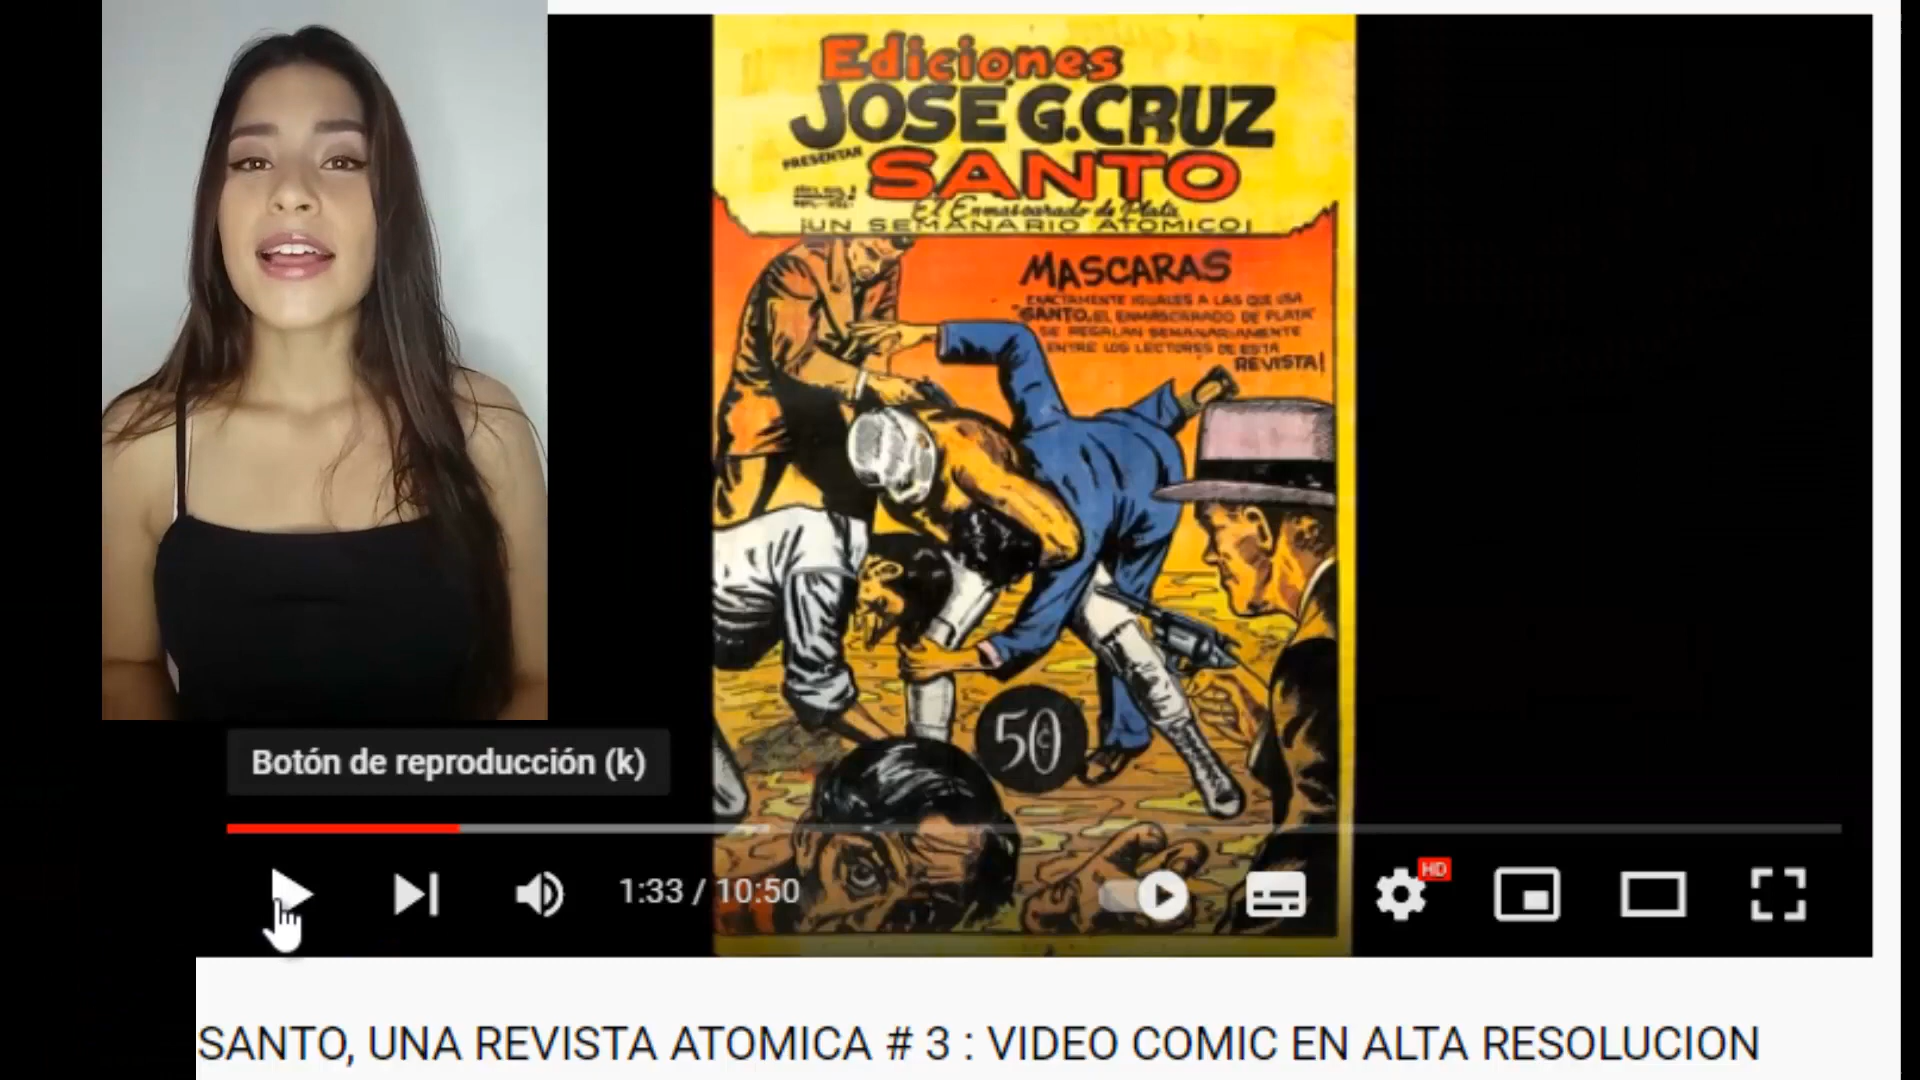 Ediciones
JOSE G. CRUZ
PRESENTAN
SANTO
El Enmascarado de Plata
¡UN SEMANARIO ATOMICO!
MASCARAS
EXACTAMENTE IGUALES A LAS QUE USA
"SANTO, EL ENMASCARADO DE PLATA"
SE REGALAN SEMANARIAMENTE
ENTRE LOS LECTORES DE ESTA
REVISTA!
50¢
Botón de reproducción (k)
1:33 / 10:50
HD
SANTO, UNA REVISTA ATOMICA # 3 : VIDEO COMIC EN ALTA RESOLUCION